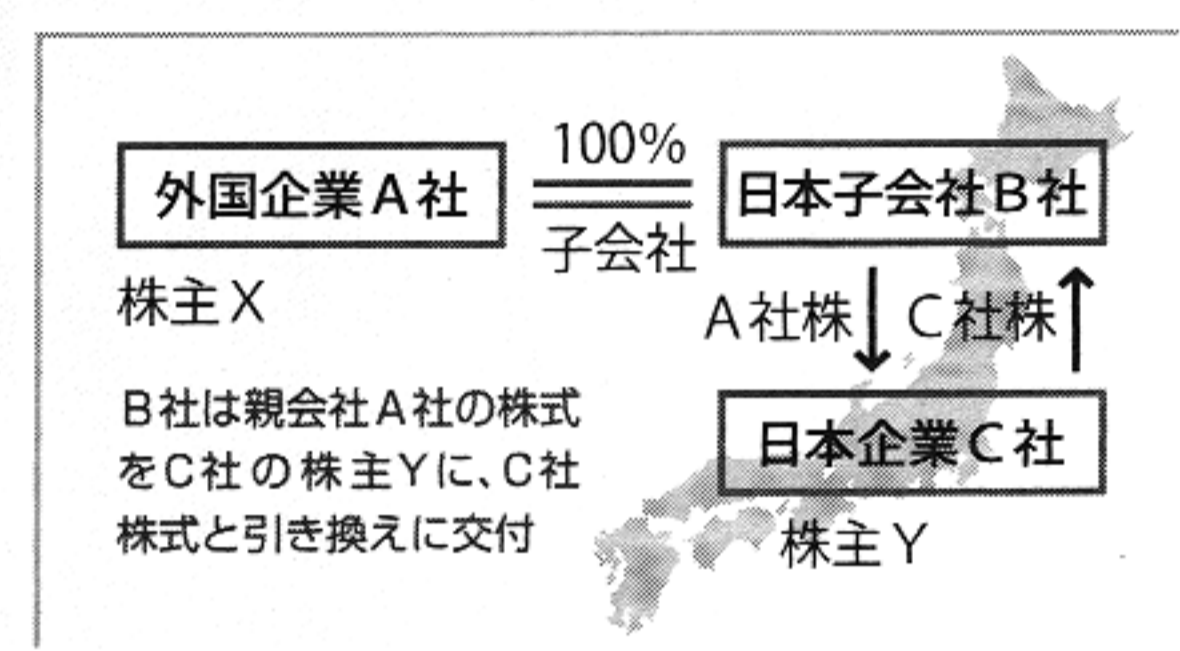 外国企業A社
100%
子会社
日本子会社B社
株主X
A社株
C社株
B社は親会社A社の株式
をC社の株主Yに、C社
株式と引き換えに交付
日本企業C社
株主Y